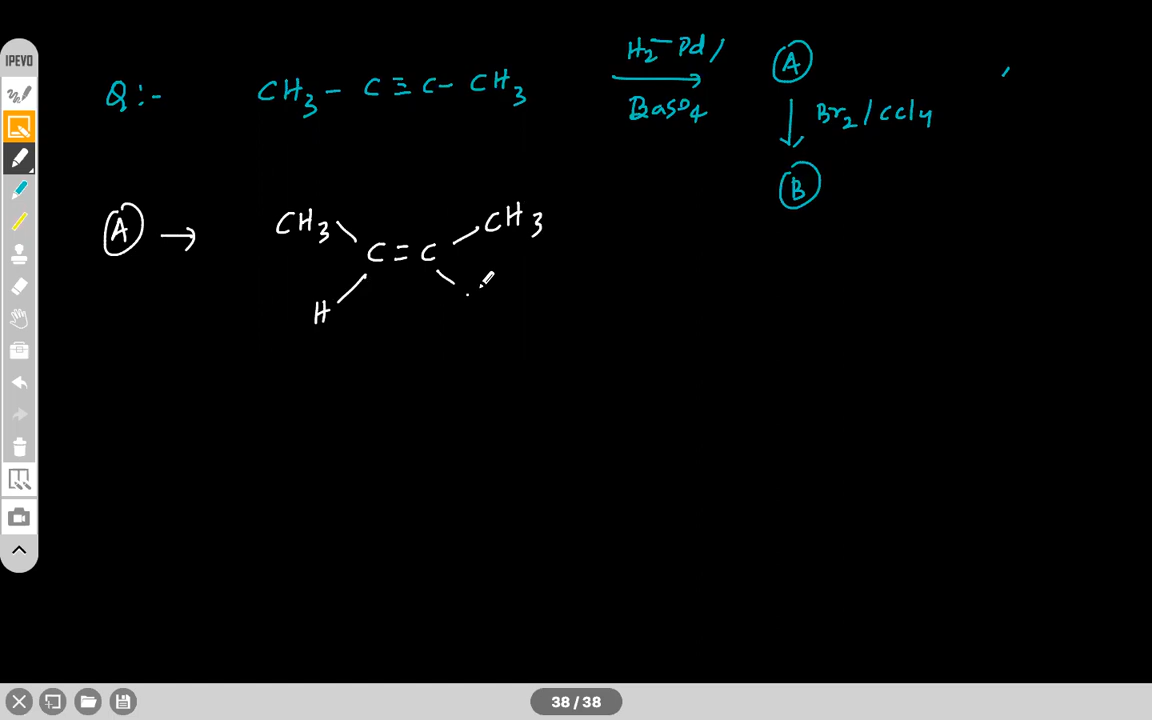 IPEVO
Q:- CH3 - C ≡ C - CH3 H2-Pd/ BaSO4 A
Br2/CCl4
B
A → CH3 CH3
C = C
H
38 / 38